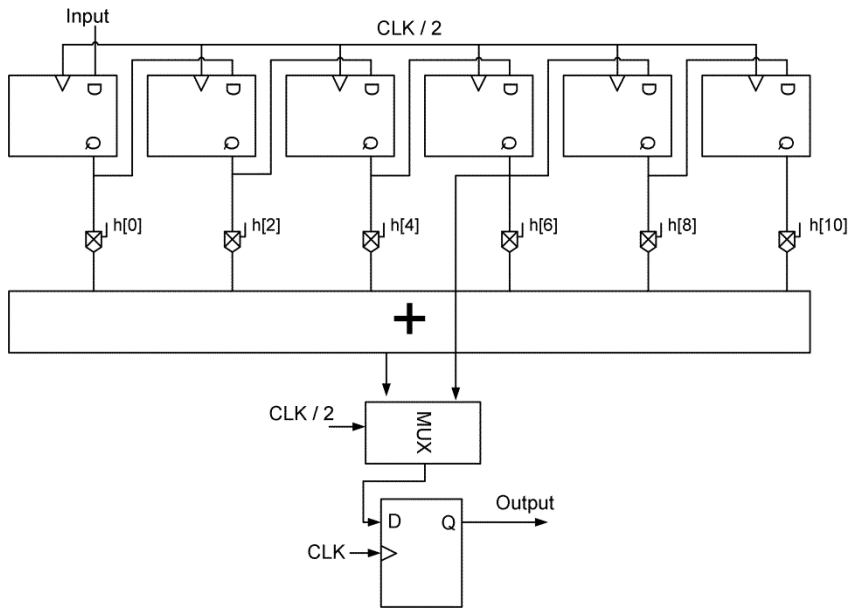 Input
CLK / 2
D
D
D
D
D
D
Q
Q
Q
Q
Q
Q
h[0]
h[2]
h[4]
h[6]
h[8]
h[10]
+
CLK / 2
MUX
D
Q
Output
CLK